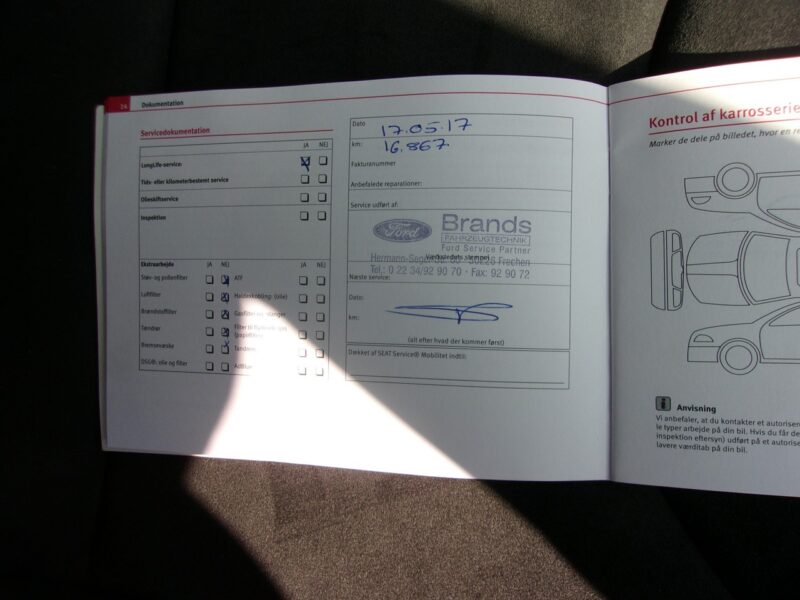 24 Dokumentation
Servicedokumentation
JA NEJ
LongLife-service:
Tids- eller kilometerbestemt service
Olieskiftservice
Inspektion
Ekstraarbejde JA NEJ JA NEJ
Støv- og pollenfilter ATF
Luftfilter Haldexkobling (olie)
Brændstoffilter
Tændrør Filter til
Bremsevæske Tandrem
DSG®: olie og filter AdBlue
Dato 17.05.17
km: 16.867
Fakturanummer
Anbefalede reparationer:
Service udført af:
Ford Brands
FAHRZEUGTECHNIK
Ford Service Partner
Frechen
Værkstedets stempel
Tel.: 0 22 34/92 90 70 · Fax: 92 90 72
Næste service:
Dato:
km:
(alt efter hvad der kommer først)
Dækket af SEAT Service® Mobilitet indtil:
Kontrol af karrosserie
Marker de dele på billedet, hvor en
i Anvisning
Vi anbefaler, at du kontakter et autoriser
le typer arbejde på din bil. Hvis du får de
inspektion eftersyn) udført på et autorise
lavere værditab på din bil.